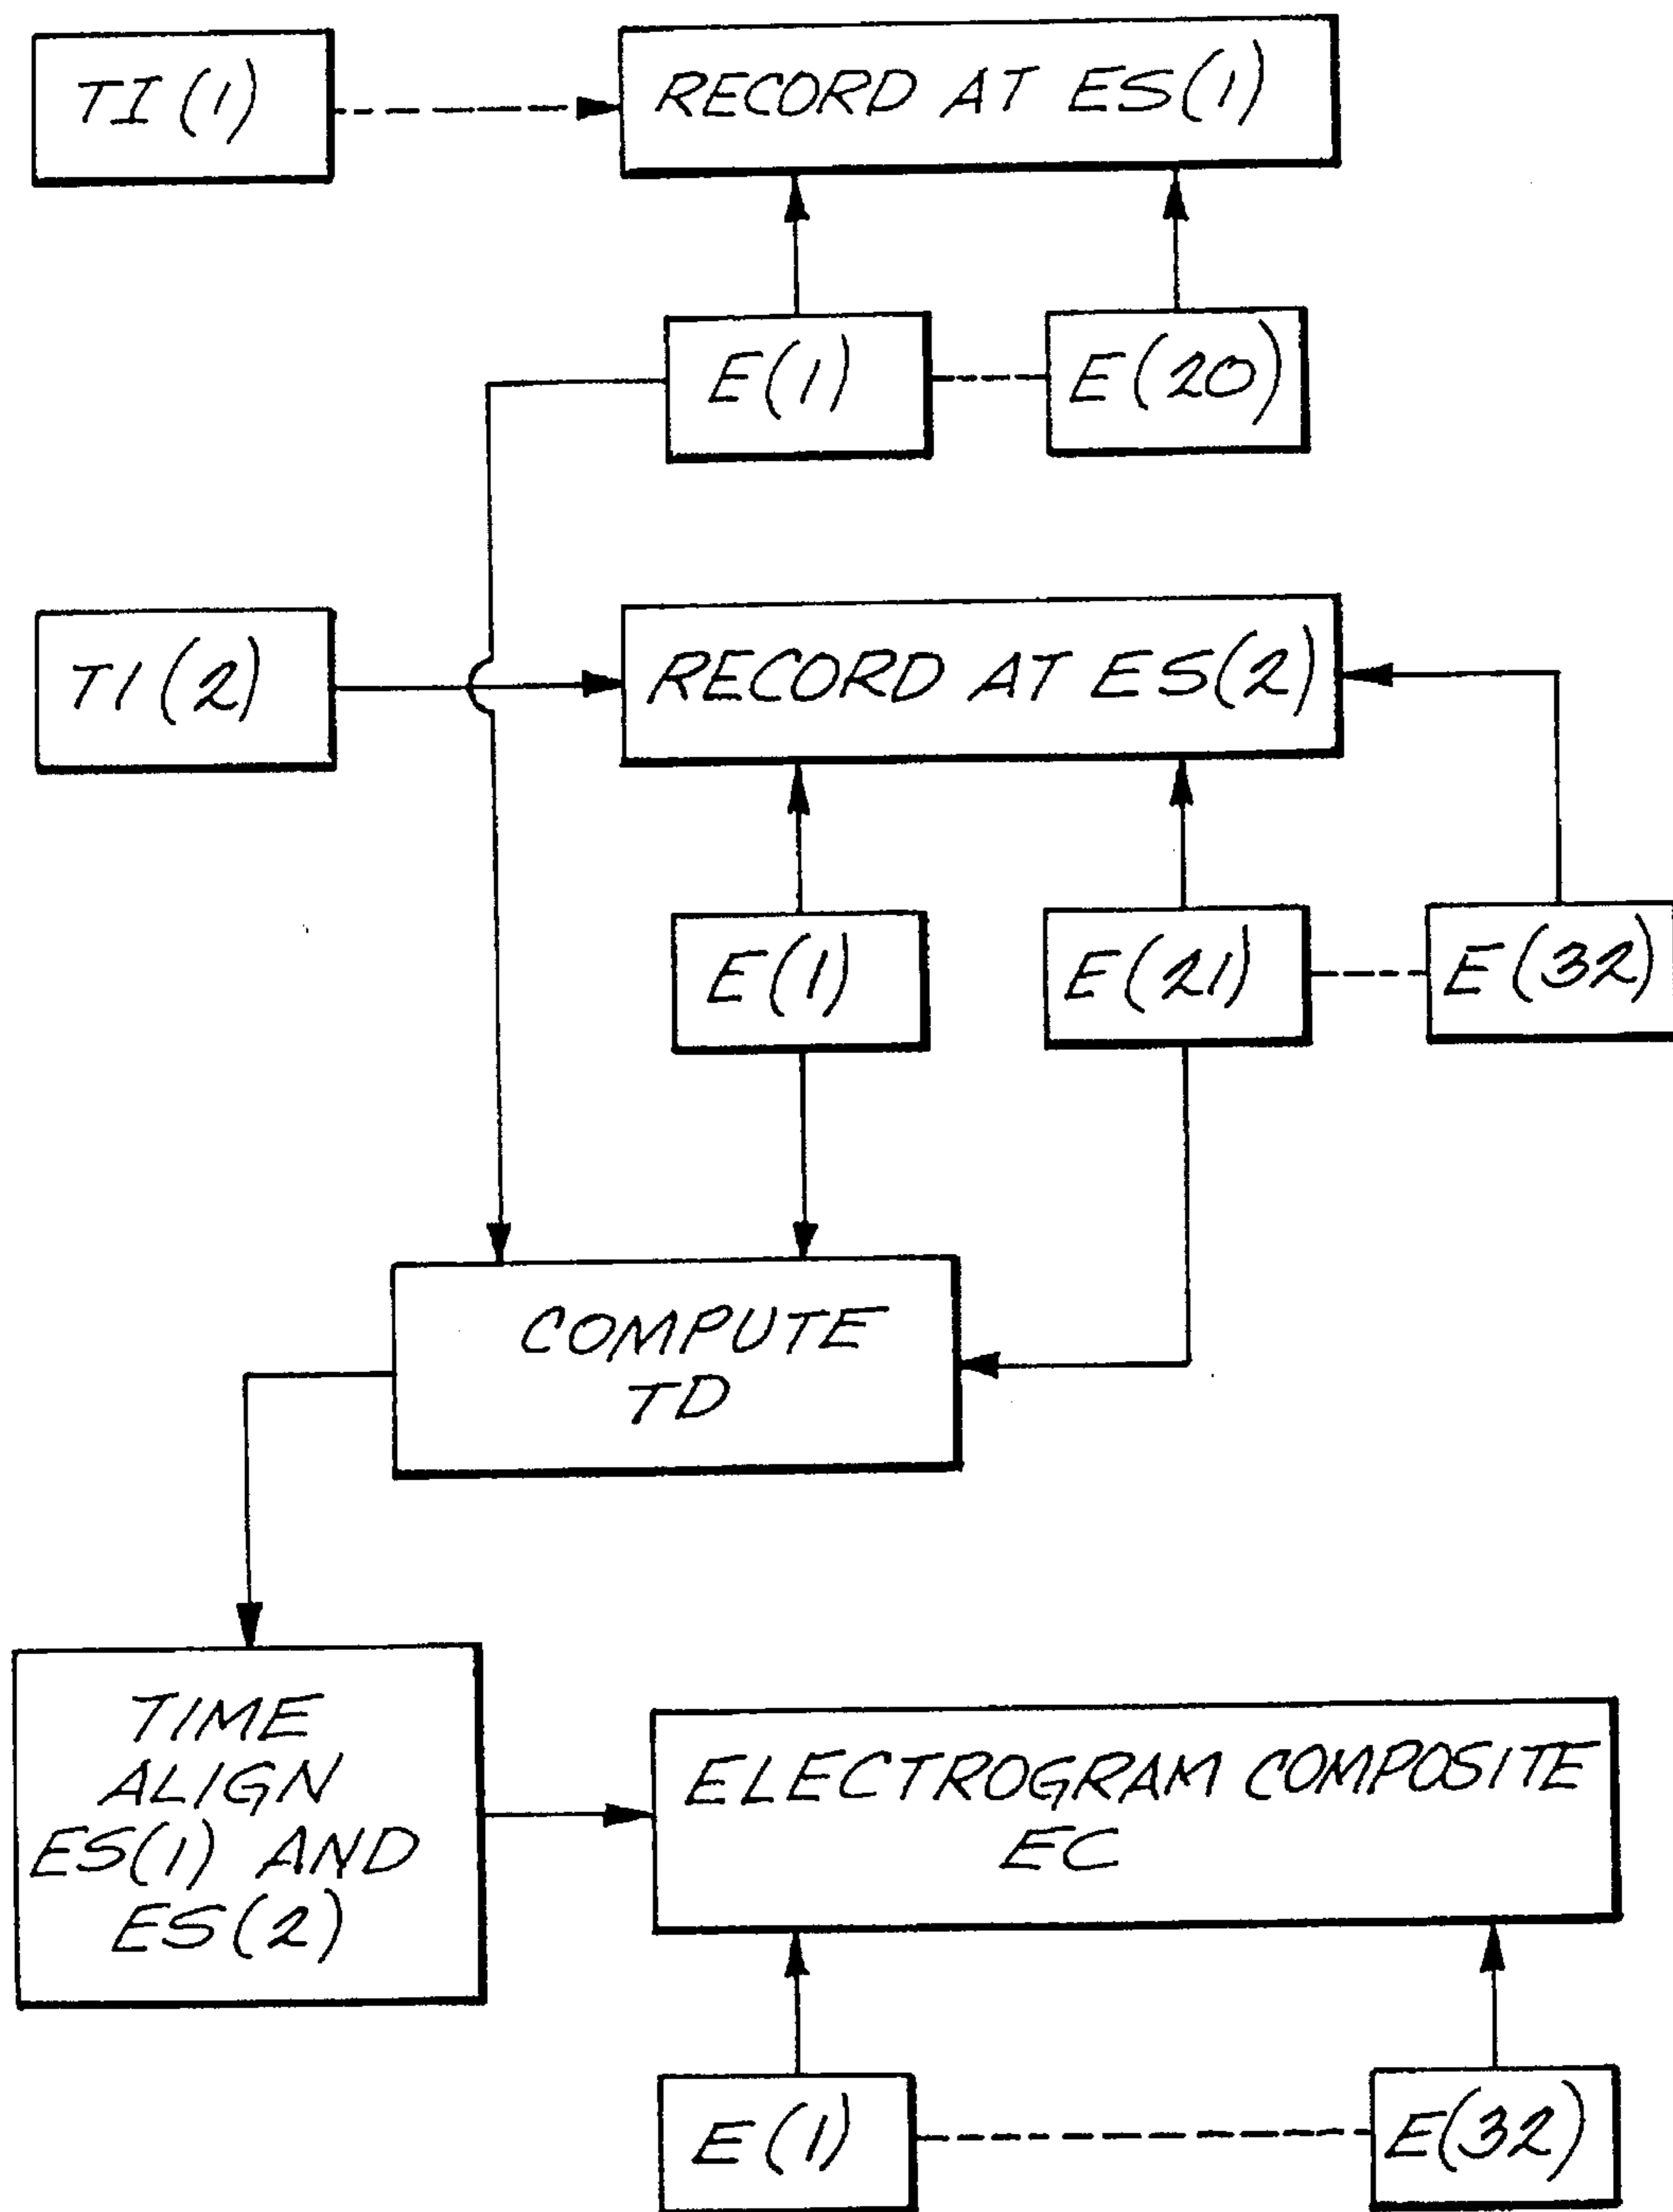 TI(1)
RECORD AT ES(1)
E(1)
E(20)
TI(2)
RECORD AT ES(2)
E(1)
E(21)
E(32)
COMPUTE
TD
TIME
ALIGN
ES(1) AND
ES(2)
ELECTROGRAM COMPOSITE
EC
E(1)
E(32)